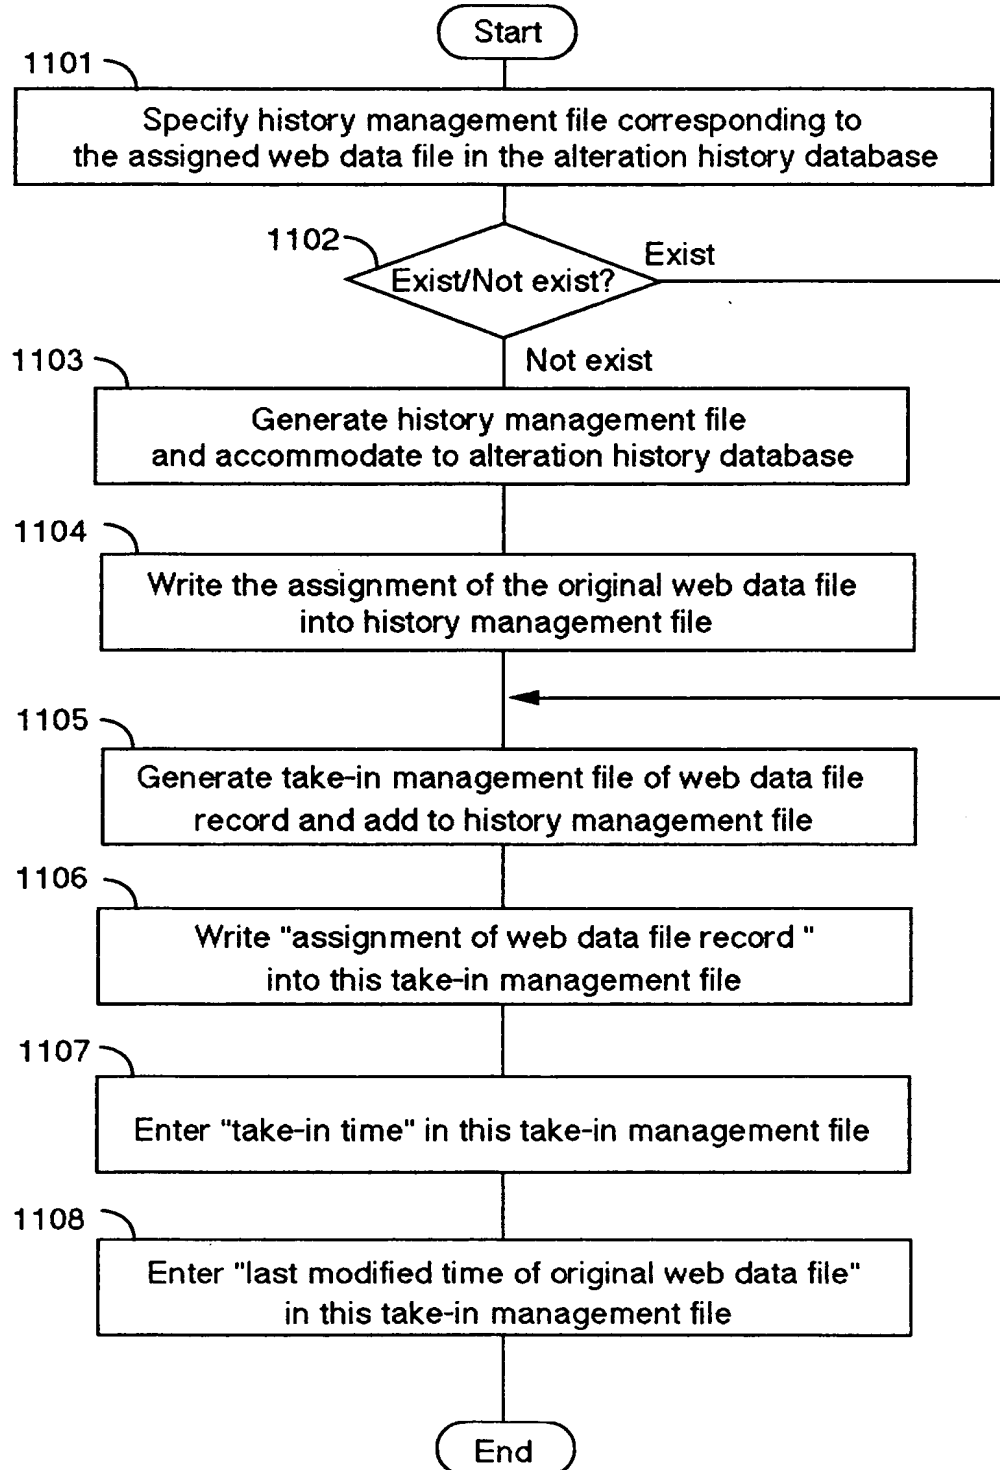 Start
1101
Specify history management file corresponding to
the assigned web data file in the alteration history database
1102
Exist/Not exist?
Exist
Not exist
1103
Generate history management file
and accommodate to alteration history database
1104
Write the assignment of the original web data file
into history management file
1105
Generate take-in management file of web data file
record and add to history management file
1106
Write "assignment of web data file record "
into this take-in management file
1107
Enter "take-in time" in this take-in management file
1108
Enter "last modified time of original web data file"
in this take-in management file
End